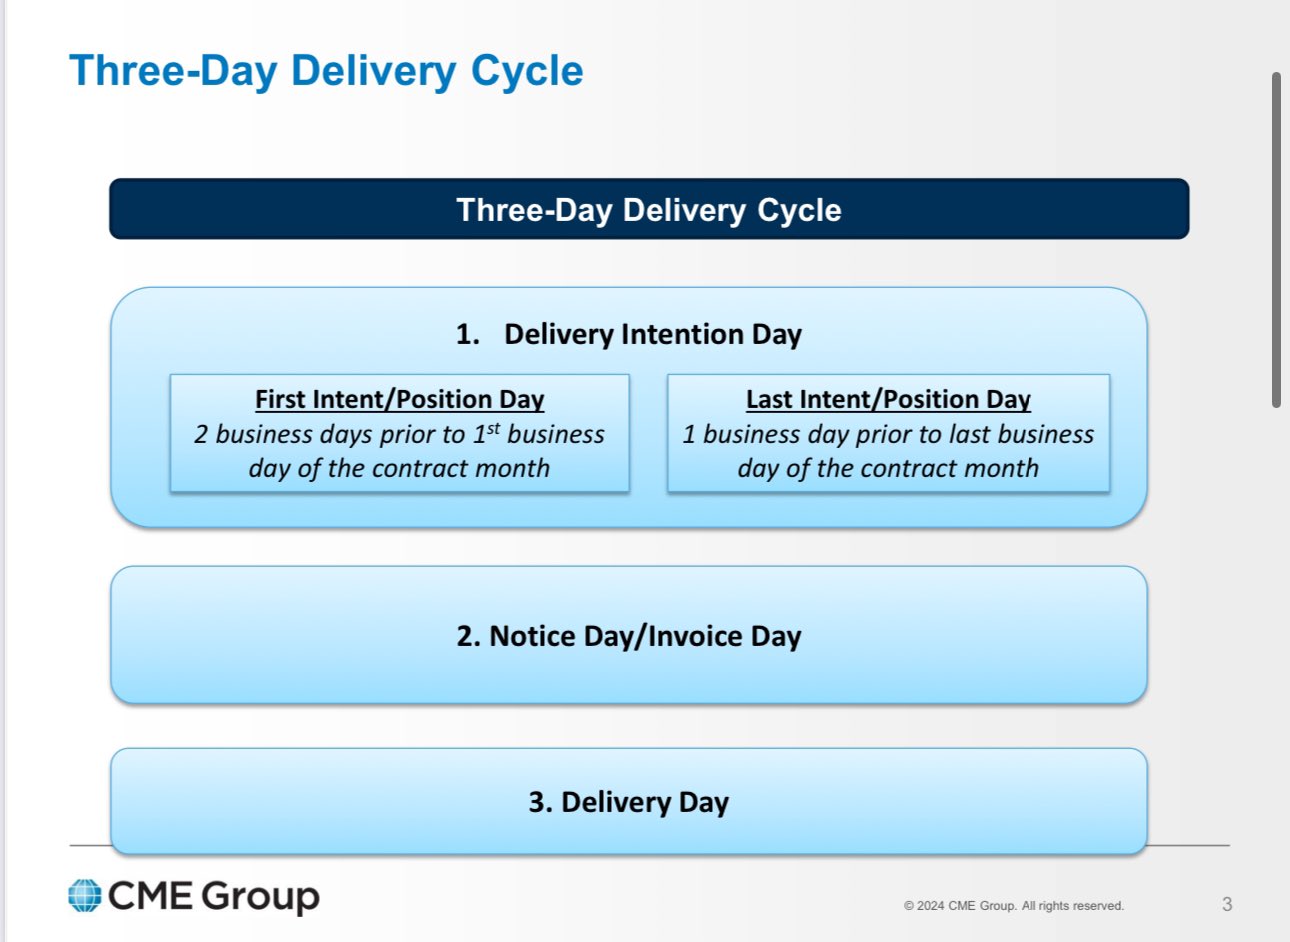 Three-Day Delivery Cycle
Three-Day Delivery Cycle
1. Delivery Intention Day
First Intent/Position Day
2 business days prior to 1st business
day of the contract month
Last Intent/Position Day
1 business day prior to last business
day of the contract month
2. Notice Day/Invoice Day
3. Delivery Day
CME Group
© 2024 CME Group. All rights reserved.
3